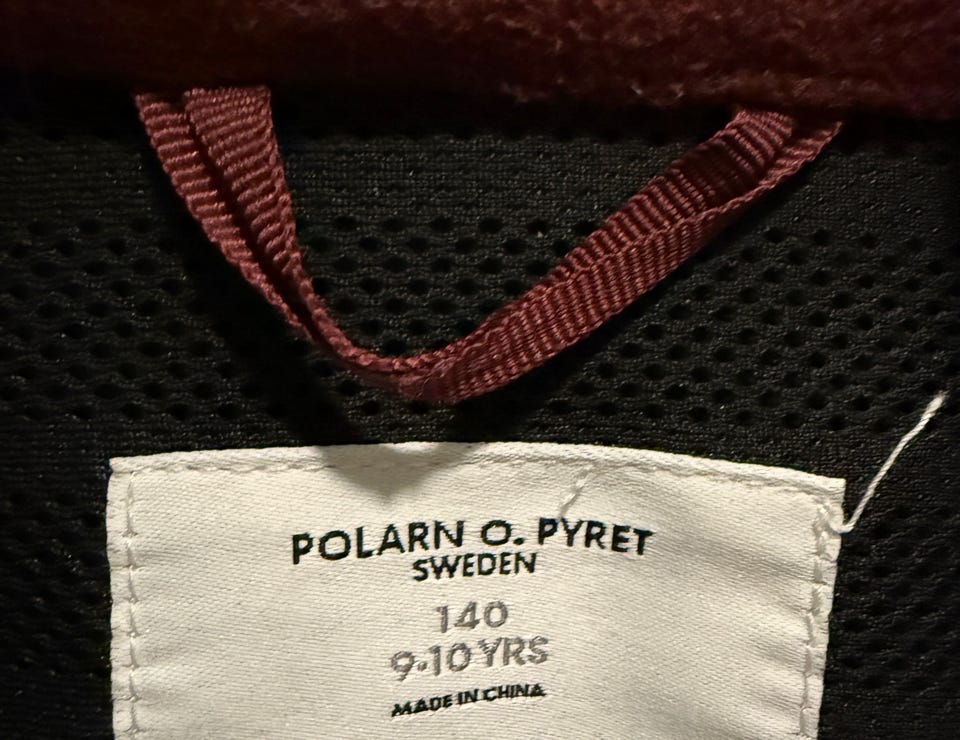 POLARN O. PYRET
SWEDEN
140
9-10 YRS
MADE IN CHINA